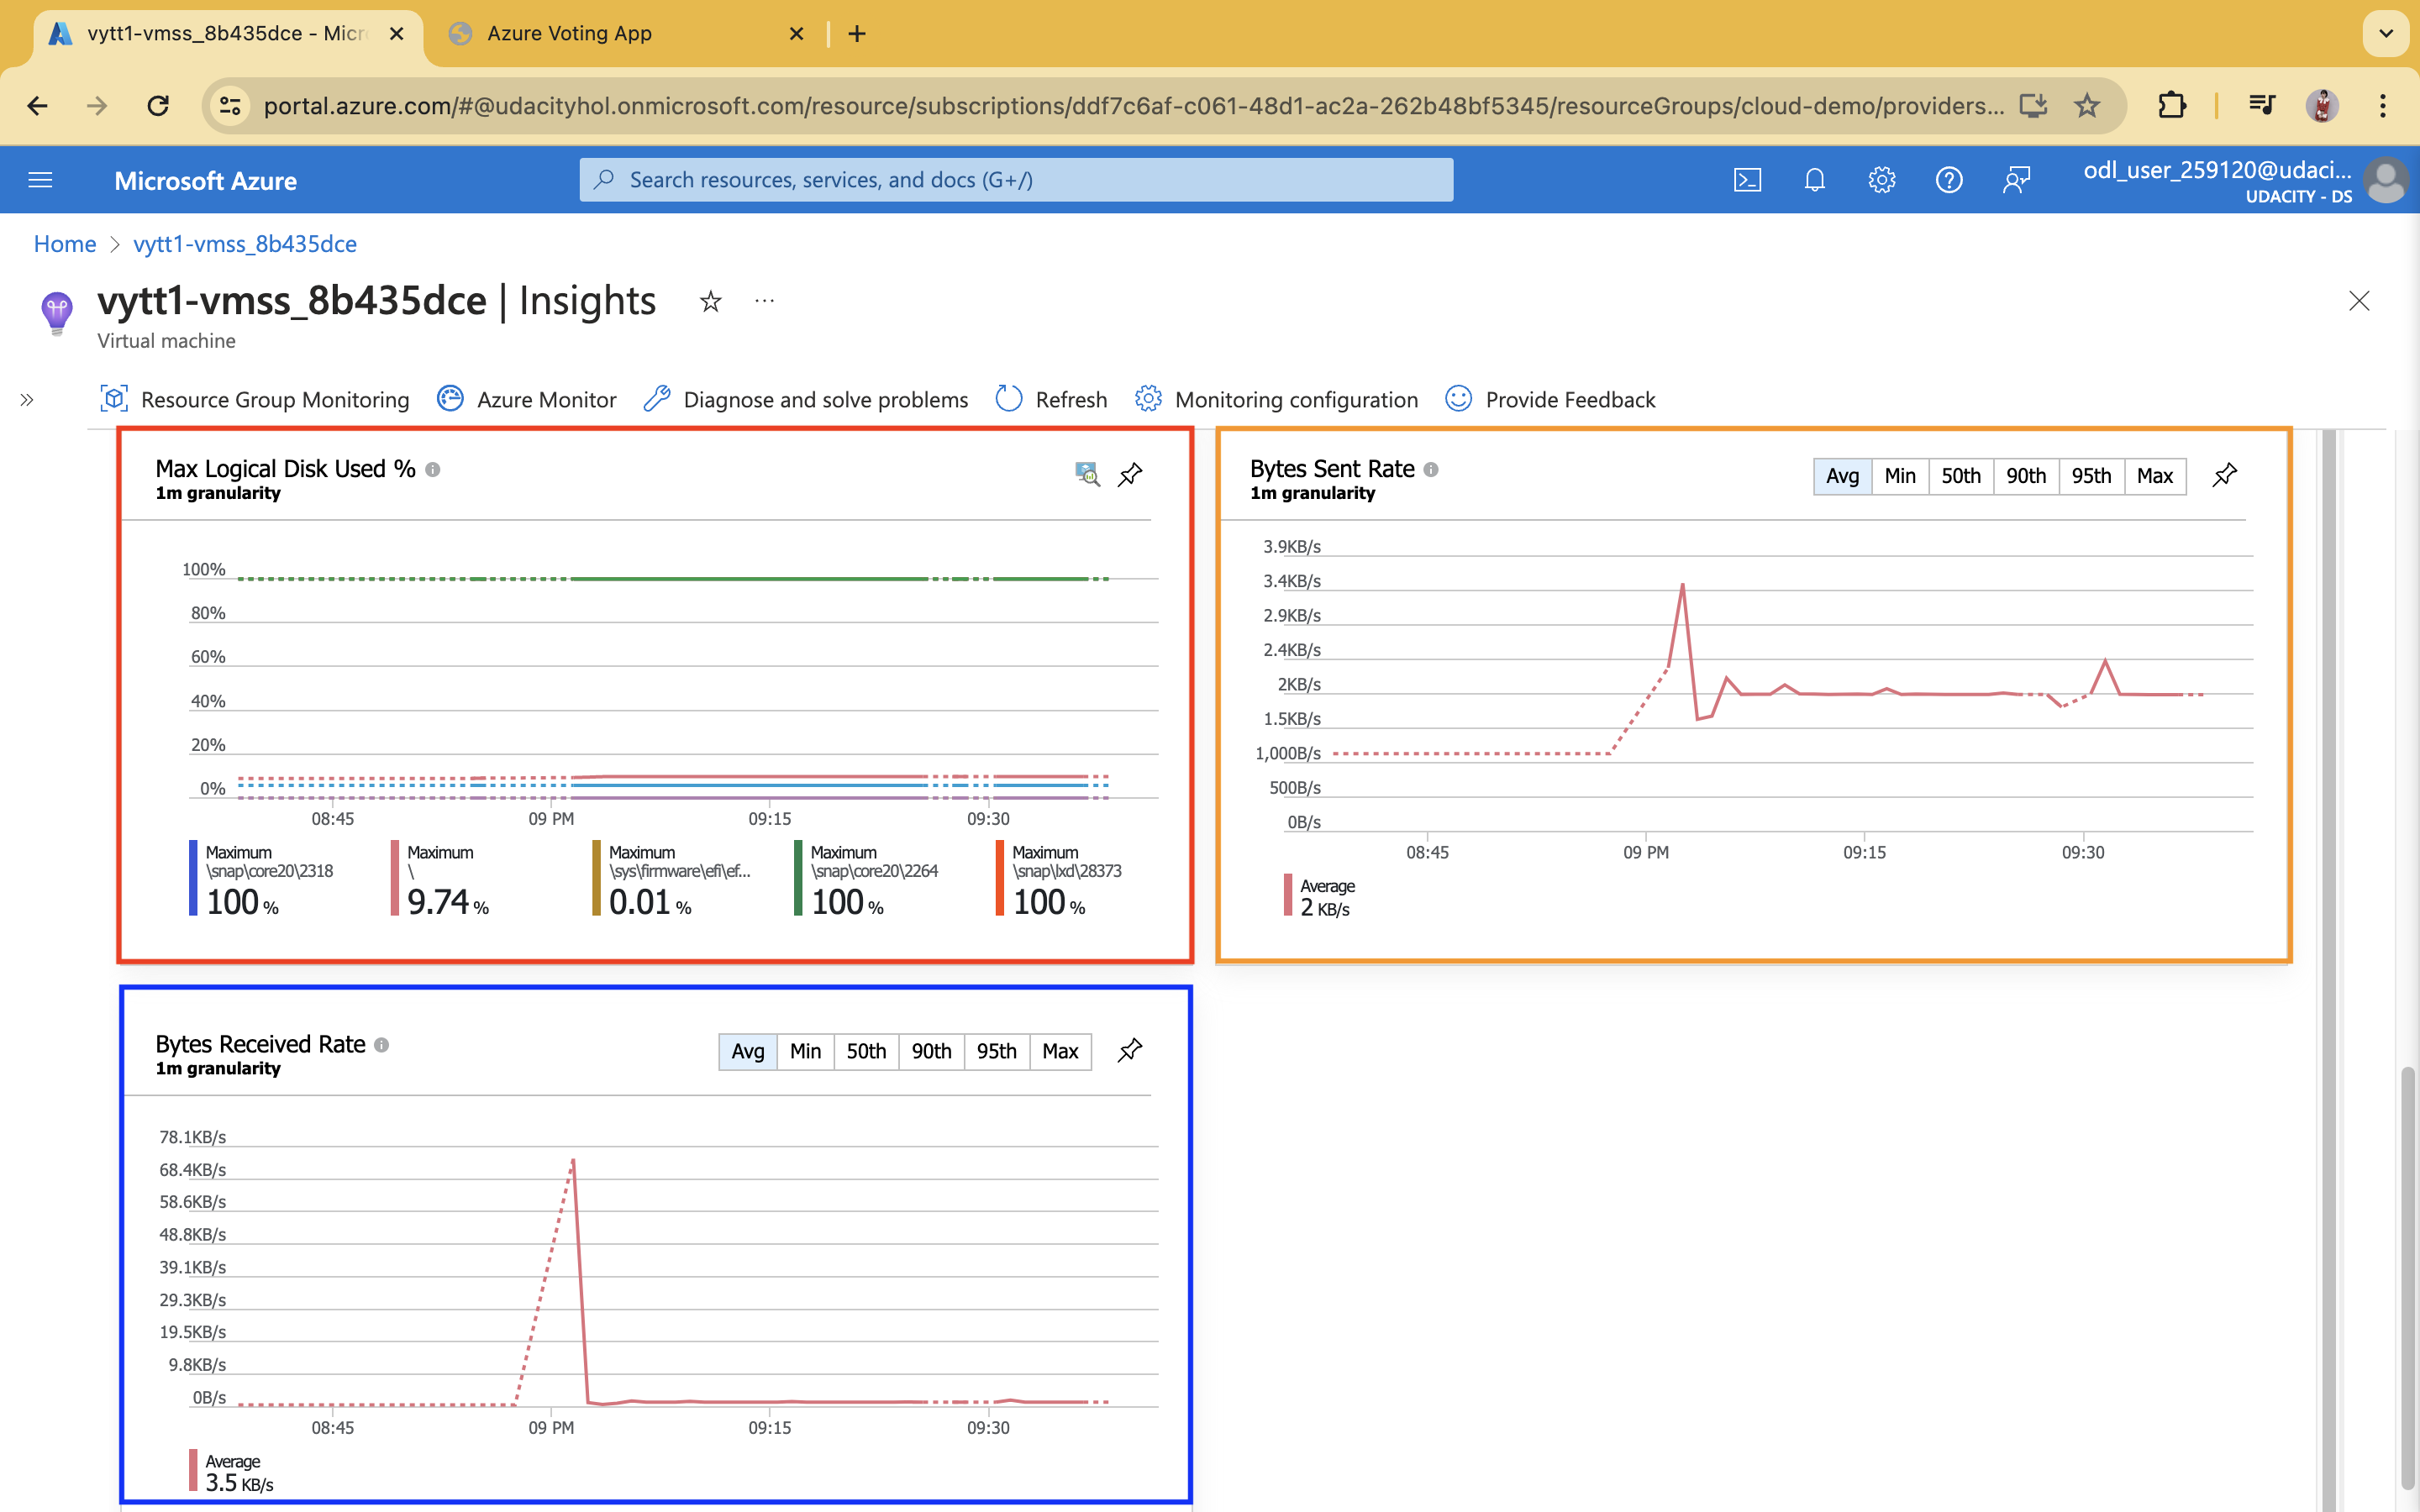 vytt1-vmss_8b435dce - Micr
Azure Voting App
portal.azure.com/#@udacityhol.onmicrosoft.com/resource/subscriptions/ddf7c6af-c061-48d1-ac2a-262b48bf5345/resourceGroups/cloud-demo/providers...
Microsoft Azure
Search resources, services, and docs (G+/)
odl_user_259120@udaci...
UDACITY - DS
Home > vytt1-vmss_8b435dce
vytt1-vmss_8b435dce | Insights
Virtual machine
Resource Group Monitoring
Azure Monitor
Diagnose and solve problems
Refresh
Monitoring configuration
Provide Feedback
Max Logical Disk Used %
1m granularity
100%
80%
60%
40%
20%
0%
08:45
09 PM
09:15
09:30
Maximum
\snap\core20\2318
100 %
Maximum
\
9.74 %
Maximum
\sys\firmware\efi\ef...
0.01 %
Maximum
\snap\core20\2264
100 %
Maximum
\snap\lxd\28373
100 %
Bytes Sent Rate
1m granularity
Avg
Min
50th
90th
95th
Max
3.9KB/s
3.4KB/s
2.9KB/s
2.4KB/s
2KB/s
1.5KB/s
1,000B/s
500B/s
0B/s
08:45
09 PM
09:15
09:30
Average
2 KB/s
Bytes Received Rate
1m granularity
Avg
Min
50th
90th
95th
Max
78.1KB/s
68.4KB/s
58.6KB/s
48.8KB/s
39.1KB/s
29.3KB/s
19.5KB/s
9.8KB/s
0B/s
08:45
09 PM
09:15
09:30
Average
3.5 KB/s